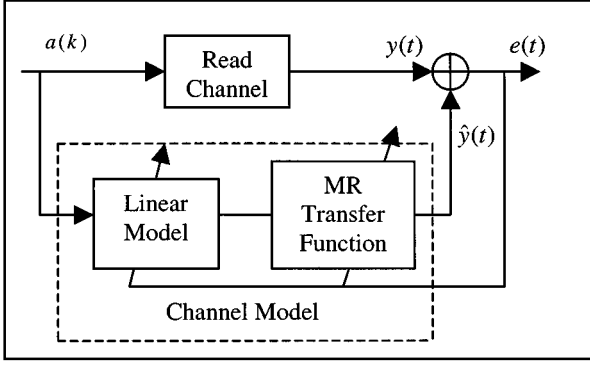 a(k)
Read
Channel
y(t)
e(t)
ŷ(t)
Linear
Model
MR
Transfer
Function
Channel Model